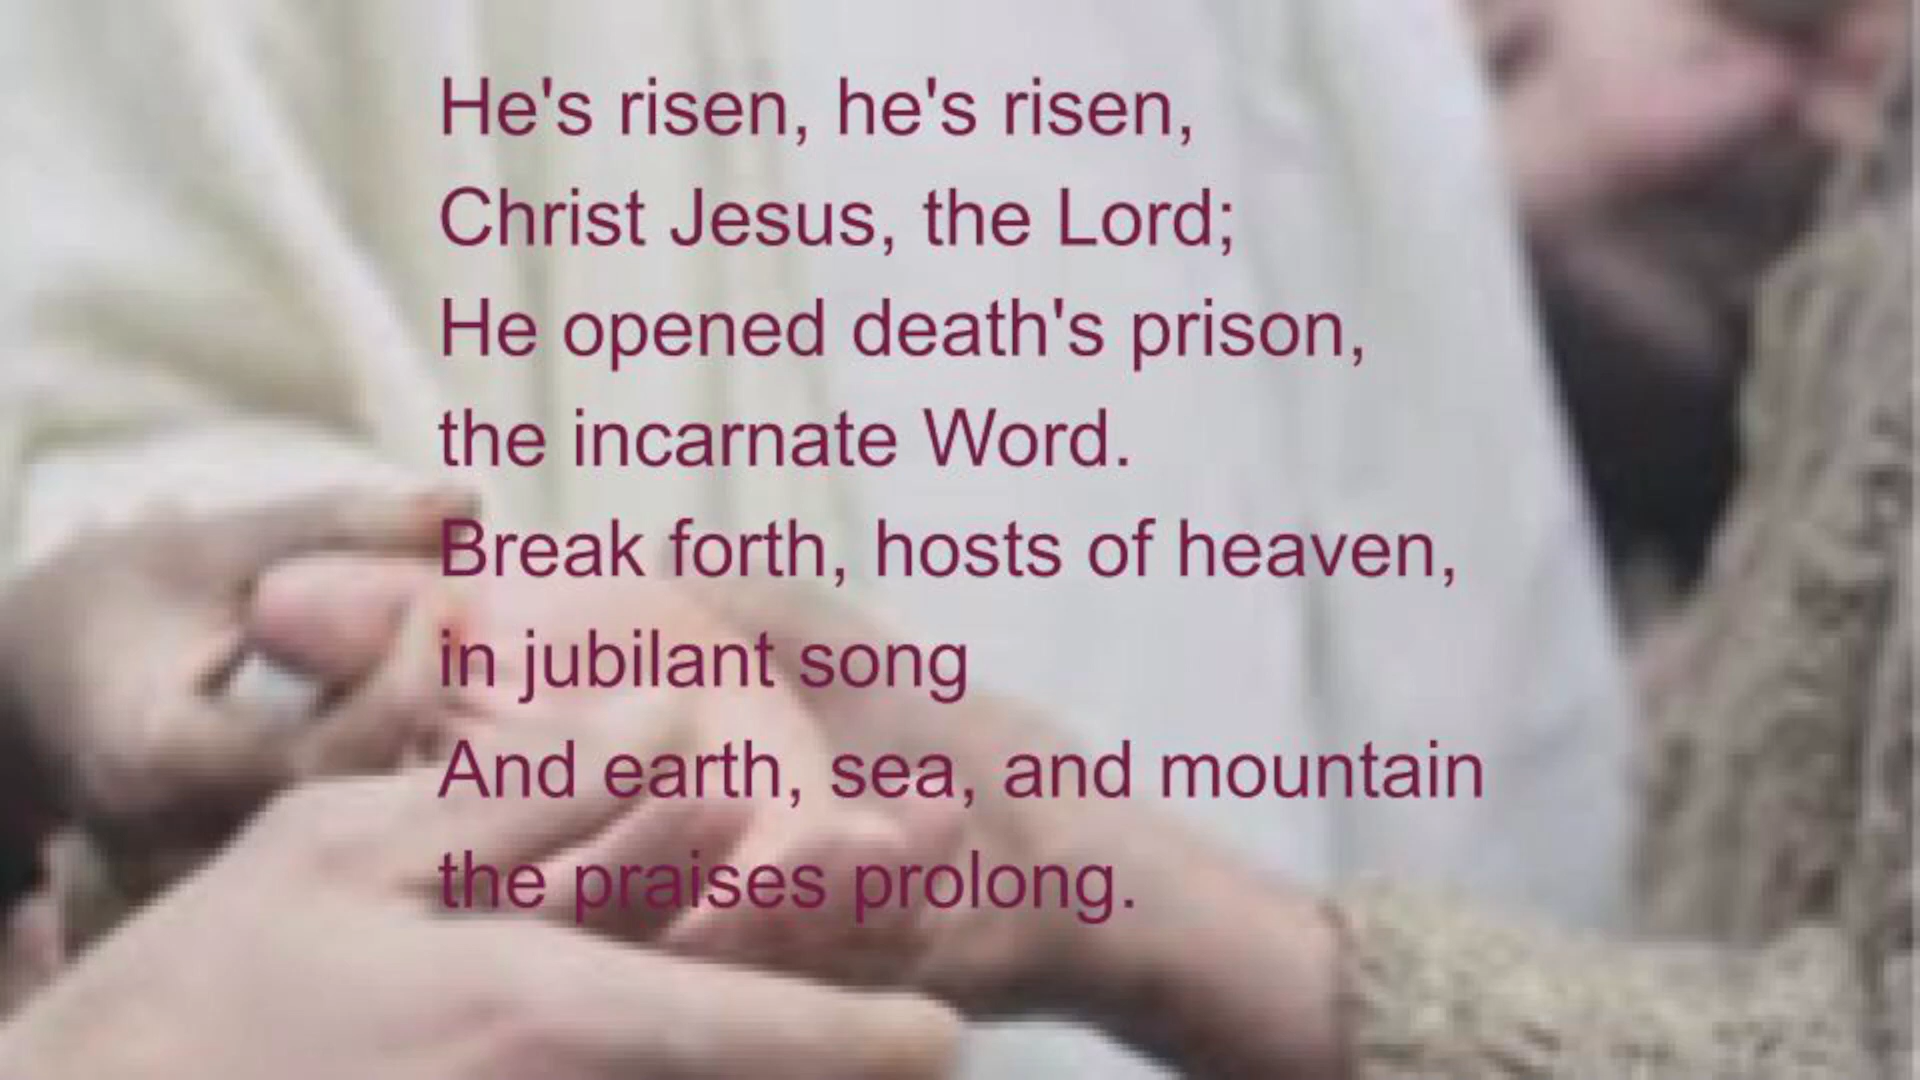 He's risen, he's risen,
Christ Jesus, the Lord;
He opened death's prison,
the incarnate Word.
Break forth, hosts of heaven,
in jubilant song
And earth, sea, and mountain
the praises prolong.